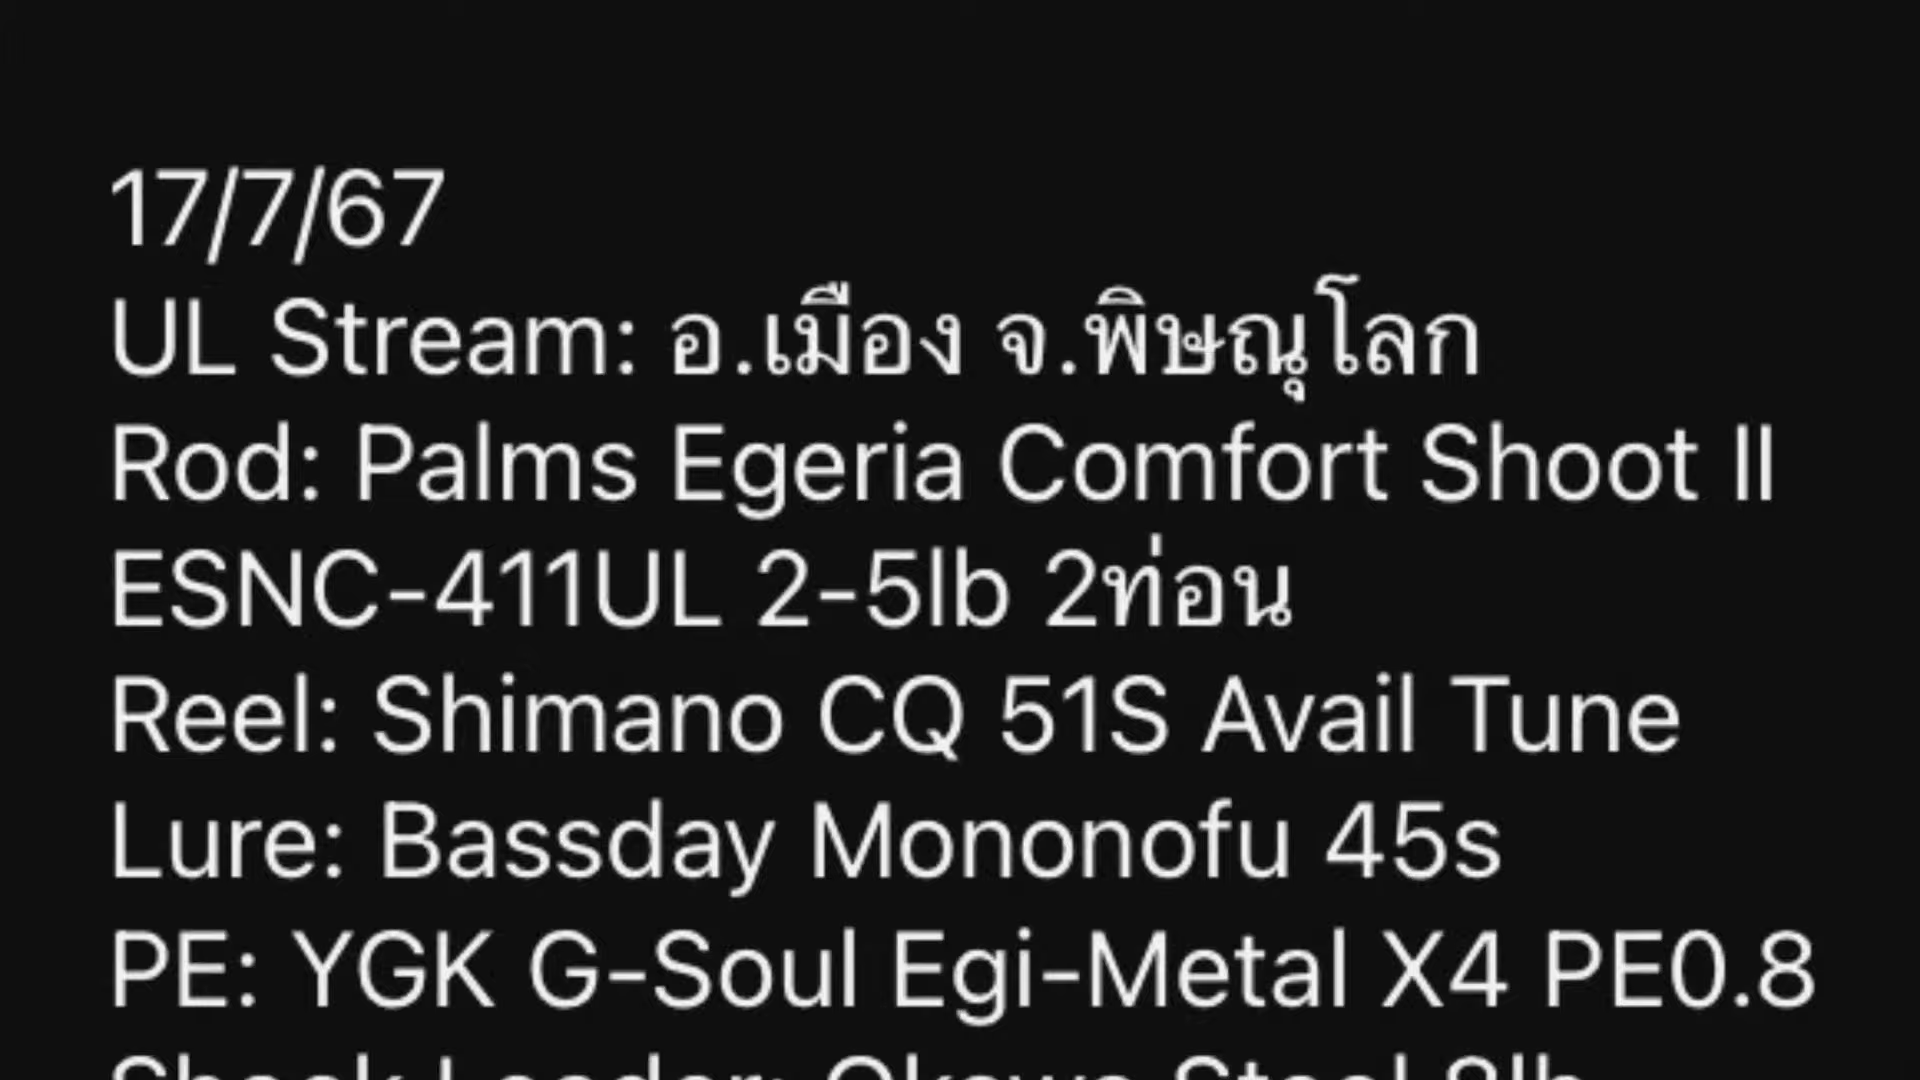 17/7/67
UL Stream: อ.เมือง จ.พิษณุโลก
Rod: Palms Egeria Comfort Shoot II
ESNC-411UL 2-5lb 2ท่อน
Reel: Shimano CQ 51S Avail Tune
Lure: Bassday Mononofu 45s
PE: YGK G-Soul Egi-Metal X4 PE0.8
Shock Leader: